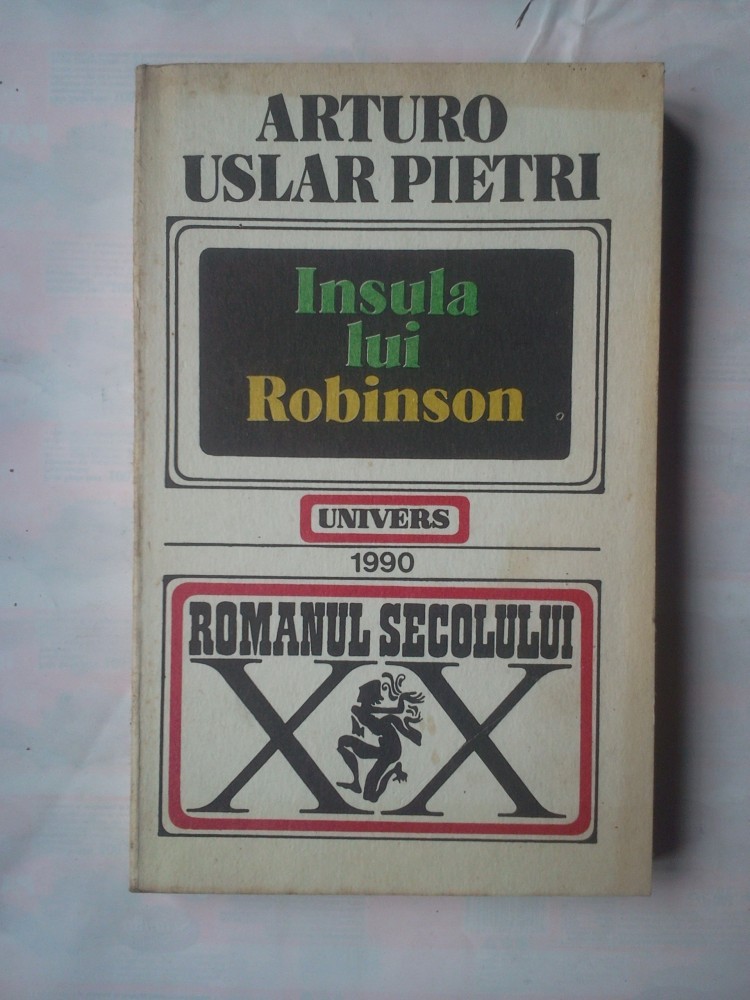 ARTURO
USLAR PIETRI
Insula
lui
Robinson
UNIVERS
1990
ROMANUL SECOLULUI
XX